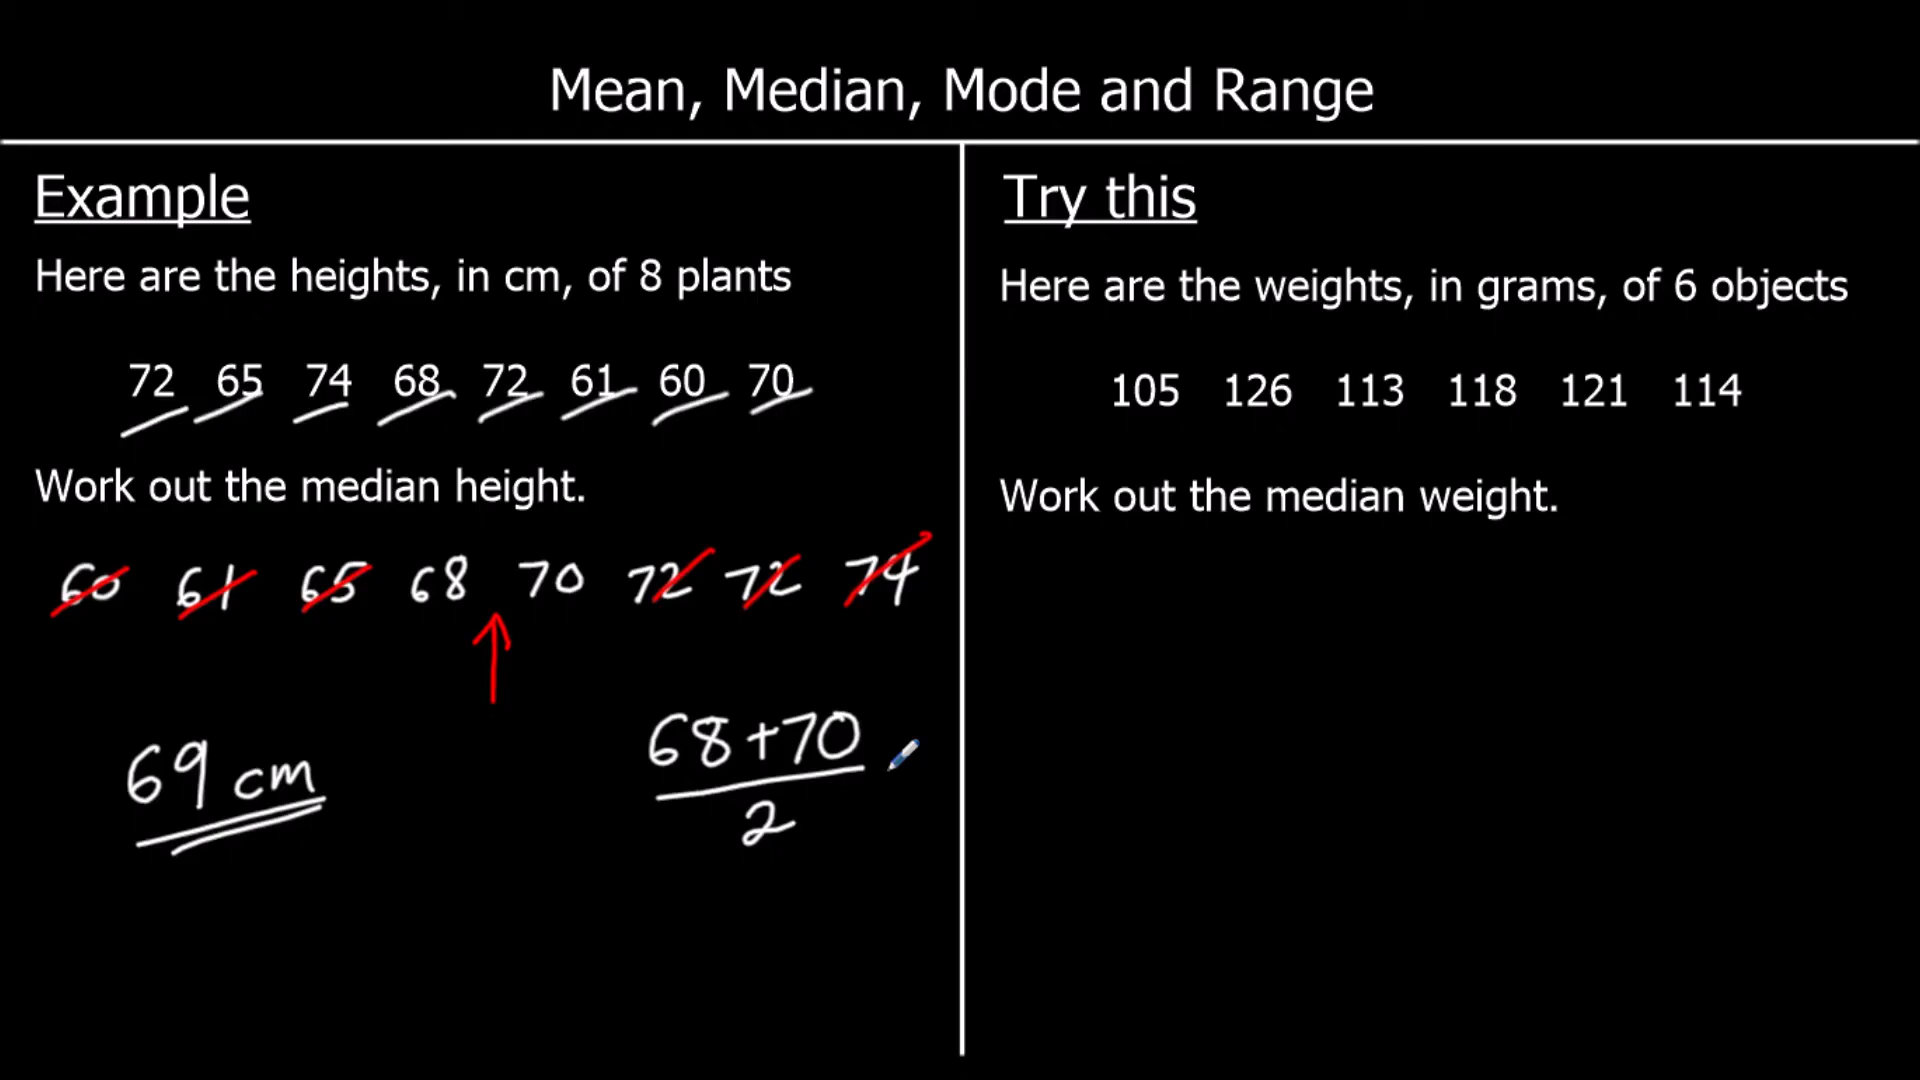 Mean, Median, Mode and Range
Example
Here are the heights, in cm, of 8 plants
72 65 74 68 72 61 60 70
Work out the median height.
60 61 65 68 70 72 72 74
68+70
2
69 cm
Try this
Here are the weights, in grams, of 6 objects
105 126 113 118 121 114
Work out the median weight.